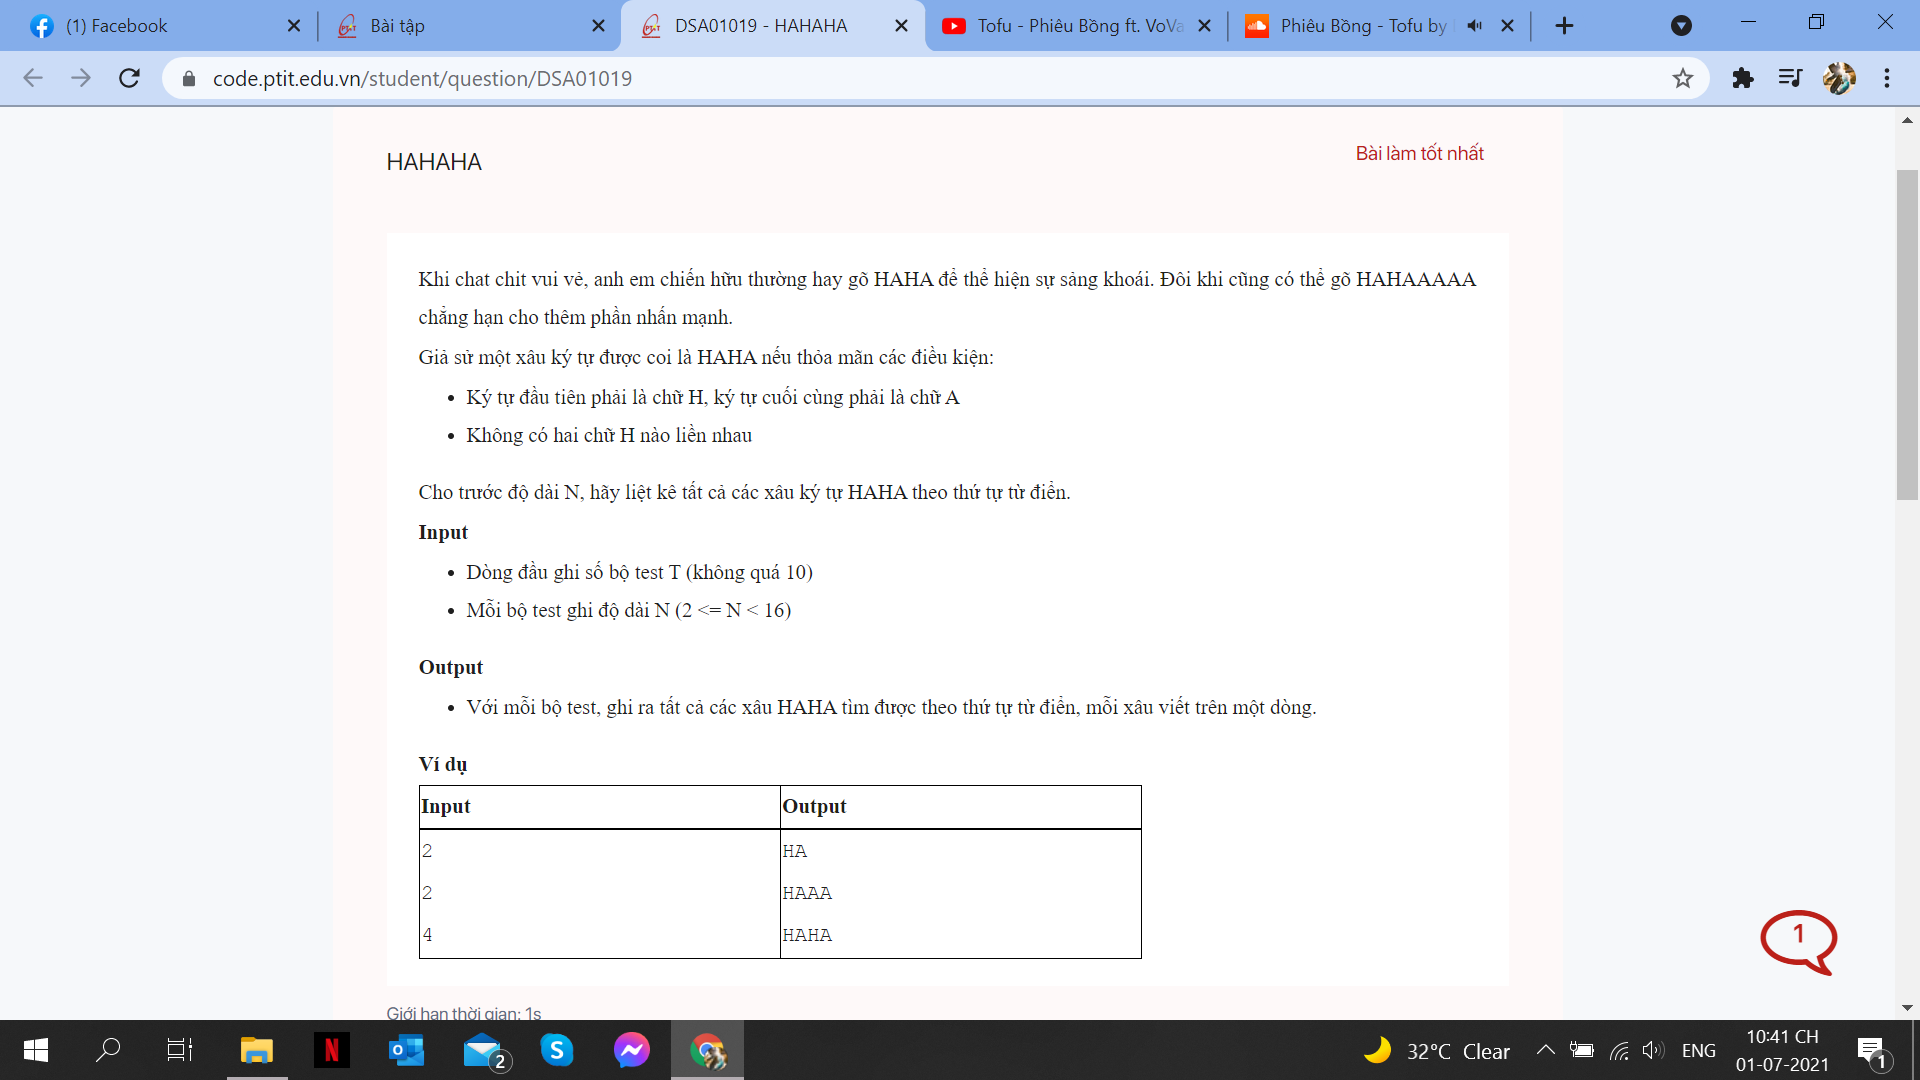 (1) Facebook
Bài tập
DSA01019 - HAHAHA
Tofu - Phiêu Bồng ft. VoVa
Phiêu Bồng - Tofu by
code.ptit.edu.vn/student/question/DSA01019
HAHAHA
Bài làm tốt nhất
Khi chat chit vui vẻ, anh em chiến hữu thường hay gõ HAHA để thể hiện sự sảng khoái. Đôi khi cũng có thể gõ HAHAAAAA
chẳng hạn cho thêm phần nhấn mạnh.
Giả sử một xâu ký tự được coi là HAHA nếu thỏa mãn các điều kiện:
• Ký tự đầu tiên phải là chữ H, ký tự cuối cùng phải là chữ A
• Không có hai chữ H nào liền nhau
Cho trước độ dài N, hãy liệt kê tất cả các xâu ký tự HAHA theo thứ tự từ điển.
Input
• Dòng đầu ghi số bộ test T (không quá 10)
• Mỗi bộ test ghi độ dài N (2 <= N < 16)
Output
• Với mỗi bộ test, ghi ra tất cả các xâu HAHA tìm được theo thứ tự từ điển, mỗi xâu viết trên một dòng.
Ví dụ
Input Output
2 HA
2 HAAA
4 HAHA
1
Giới hạn thời gian: 1s
N
2
S
32°C Clear
ENG
10:41 CH
01-07-2021
1